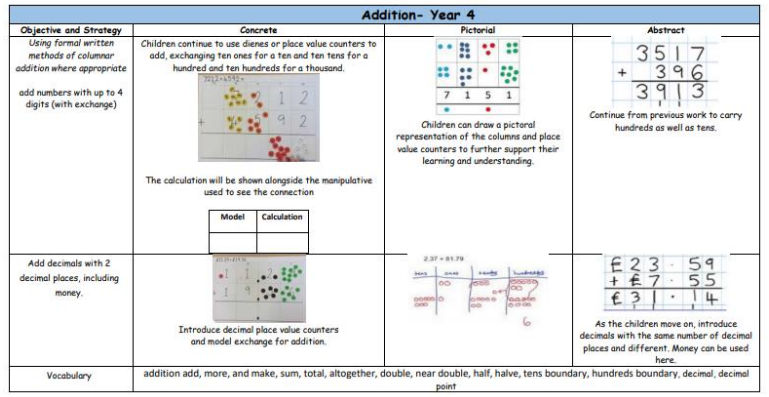 Addition- Year 4
Objective and Strategy
Concrete
Pictorial
Abstract
Using formal written
methods of columnar
addition where appropriate
add numbers with up to 4
digits (with exchange)
Children continue to use dienes or place value counters to
add, exchanging ten ones for a ten and ten tens for a
hundred and ten hundreds for a thousand.
1 2
+ 5 9 2
The calculation will be shown alongside the manipulative
used to see the connection
Model Calculation
7 1 5 1
Children can draw a pictoral
representation of the columns and place
value counters to further support their
learning and understanding.
3 5 1 7
+ 3 9 6
3 9 1 3
1 1
Continue from previous work to carry
hundreds as well as tens.
Add decimals with 2
decimal places, including
money.
Introduce decimal place value counters
and model exchange for addition.
2.37 + 81.79
tens ones tenths hundredths
6
£ 2 3 . 5 9
+ £ 7 . 5 5
£ 3 1 . 1 4
As the children move on, introduce
decimals with the same number of decimal
places and different. Money can be used
here.
Vocabulary
addition add, more, and make, sum, total, altogether, double, near double, half, halve, tens boundary, hundreds boundary, decimal, decimal
point